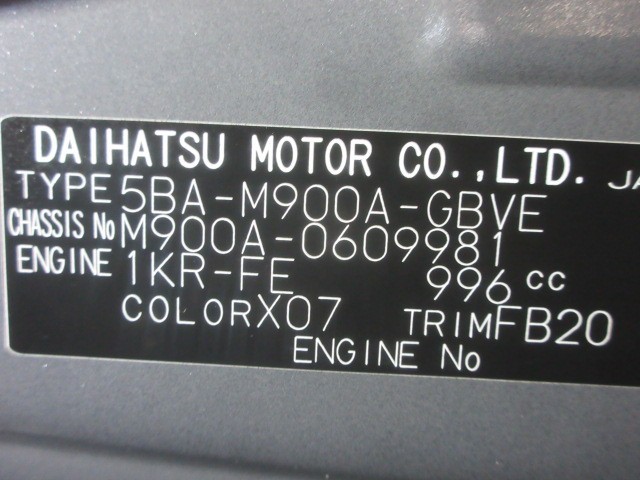 DAIHATSU MOTOR CO.,LTD. JA
TYPE 5BA-M900A-GBVE
CHASSIS No M900A-0609981
ENGINE 1KR-FE 996 cc
COLOR X07 TRIM FB20
ENGINE No